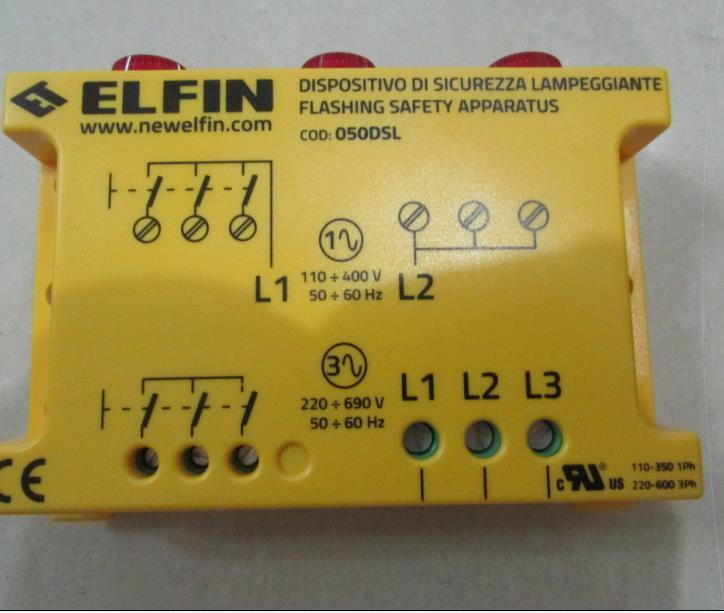 ELFIN
www.newelfin.com
DISPOSITIVO DI SICUREZZA LAMPEGGIANTE
FLASHING SAFETY APPARATUS
COD: 050DSL
1∿
L1 110 ÷ 400 V L2
50 ÷ 60 Hz
3∿
220 ÷ 690 V
50 ÷ 60 Hz
L1 L2 L3
CE
c RU® US
110-350 1Ph
220-600 3Ph